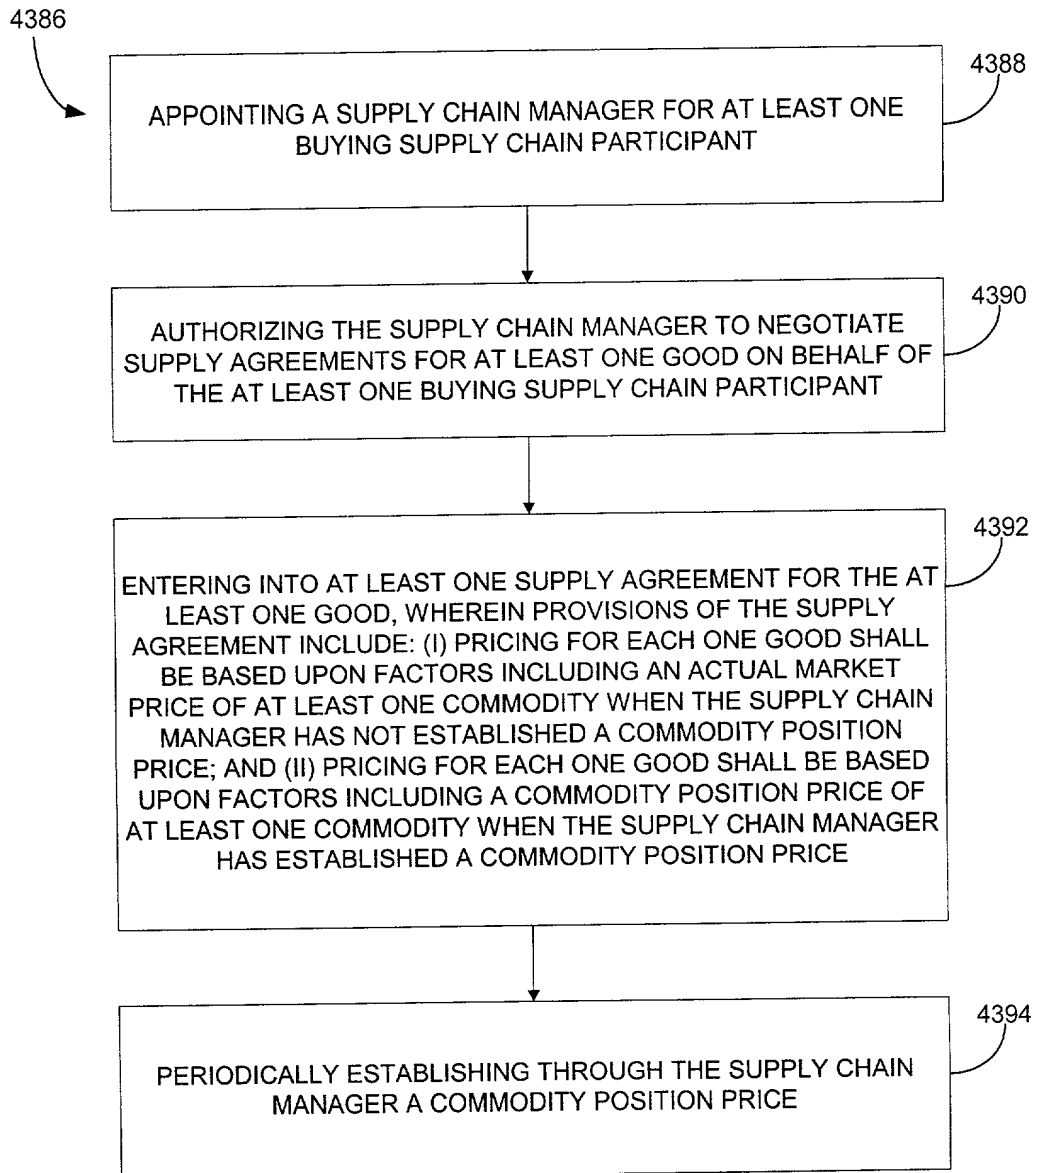 4386
4388
APPOINTING A SUPPLY CHAIN MANAGER FOR AT LEAST ONE
BUYING SUPPLY CHAIN PARTICIPANT
4390
AUTHORIZING THE SUPPLY CHAIN MANAGER TO NEGOTIATE
SUPPLY AGREEMENTS FOR AT LEAST ONE GOOD ON BEHALF OF
THE AT LEAST ONE BUYING SUPPLY CHAIN PARTICIPANT
4392
ENTERING INTO AT LEAST ONE SUPPLY AGREEMENT FOR THE AT
LEAST ONE GOOD, WHEREIN PROVISIONS OF THE SUPPLY
AGREEMENT INCLUDE: (I) PRICING FOR EACH ONE GOOD SHALL
BE BASED UPON FACTORS INCLUDING AN ACTUAL MARKET
PRICE OF AT LEAST ONE COMMODITY WHEN THE SUPPLY CHAIN
MANAGER HAS NOT ESTABLISHED A COMMODITY POSITION
PRICE; AND (II) PRICING FOR EACH ONE GOOD SHALL BE BASED
UPON FACTORS INCLUDING A COMMODITY POSITION PRICE OF
AT LEAST ONE COMMODITY WHEN THE SUPPLY CHAIN MANAGER
HAS ESTABLISHED A COMMODITY POSITION PRICE
4394
PERIODICALLY ESTABLISHING THROUGH THE SUPPLY CHAIN
MANAGER A COMMODITY POSITION PRICE